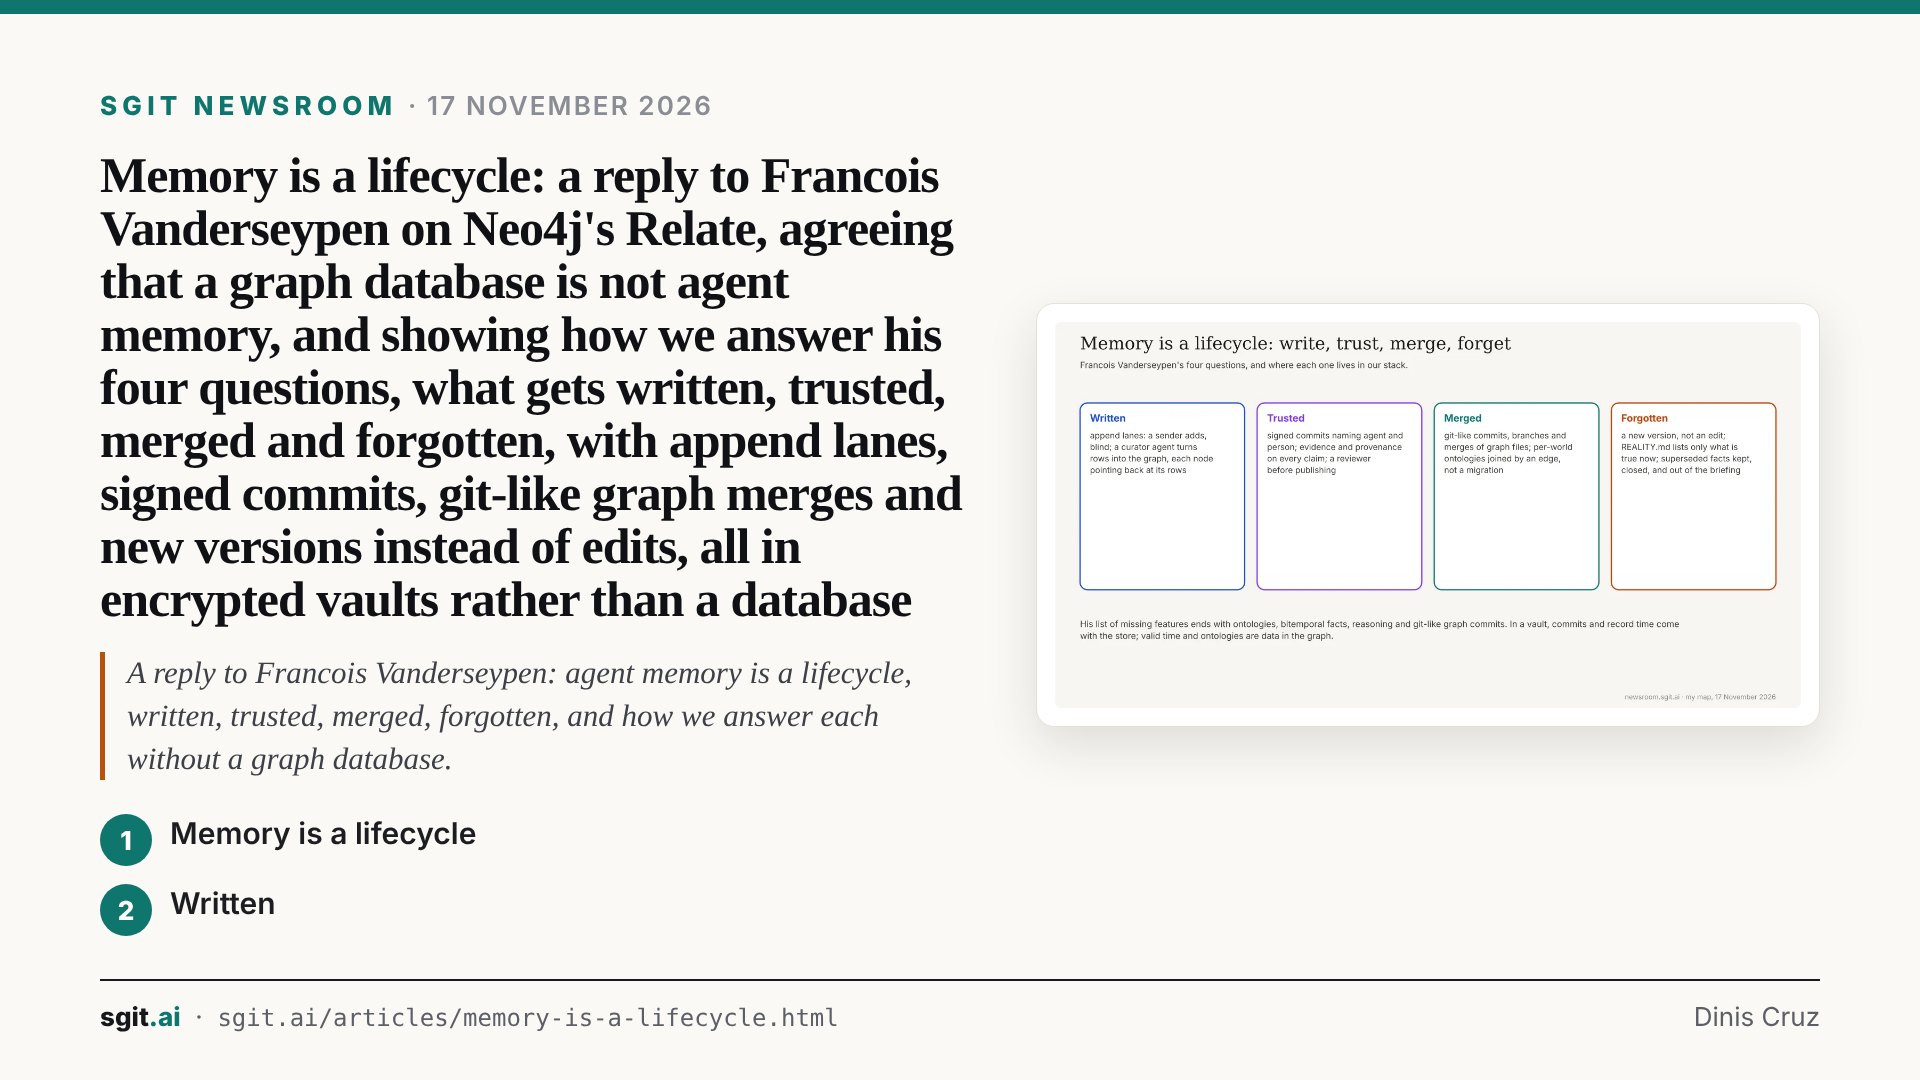 SGIT NEWSROOM · 17 NOVEMBER 2026
Memory is a lifecycle: a reply to Francois
Vanderseypen on Neo4j's Relate, agreeing
that a graph database is not agent
memory, and showing how we answer his
four questions, what gets written, trusted,
merged and forgotten, with append lanes,
signed commits, git-like graph merges and
new versions instead of edits, all in
encrypted vaults rather than a database
A reply to Francois Vanderseypen: agent memory is a lifecycle,
written, trusted, merged, forgotten, and how we answer each
without a graph database.
1 Memory is a lifecycle
2 Written
Memory is a lifecycle: write, trust, merge, forget
Francois Vanderseypen's four questions, and where each one lives in our stack.
Written
append lanes: a sender adds,
blind; a curator agent turns
rows into the graph, each node
pointing back at its rows
Trusted
signed commits naming agent and
person; evidence and provenance
on every claim; a reviewer
before publishing
Merged
git-like commits, branches and
merges of graph files; per-world
ontologies joined by an edge,
not a migration
Forgotten
a new version, not an edit;
REALITY.md lists only what is
true now; superseded facts kept,
closed, and out of the briefing
His list of missing features ends with ontologies, bitemporal facts, reasoning and git-like graph commits. In a vault, commits and record time come
with the store; valid time and ontologies are data in the graph.
newsroom.sgit.ai · my map, 17 November 2026
sgit.ai · sgit.ai/articles/memory-is-a-lifecycle.html
Dinis Cruz